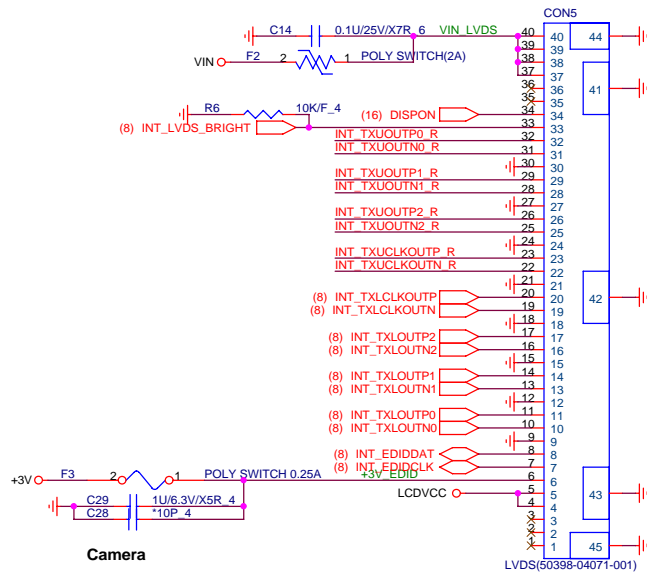 CON5
C14 0.1U/25V/X7R_6 VIN_LVDS 40 40 44
39 39
VIN F2 2 1 POLY SWITCH(2A) 38 38
37 37
36 36 41
35 35
R6 10K/F_4 (16) DISPON 34 34
(8) INT_LVDS_BRIGHT 33 33
INT_TXUOUTP0_R 32 32
INT_TXUOUTN0_R 31 31
30 30
INT_TXUOUTP1_R 29 29
INT_TXUOUTN1_R 28 28
27 27
INT_TXUOUTP2_R 26 26
INT_TXUOUTN2_R 25 25
24 24
INT_TXUCLKOUTP_R 23 23
INT_TXUCLKOUTN_R 22 22
21 21
(8) INT_TXLCLKOUTP 20 20 42
(8) INT_TXLCLKOUTN 19 19
18 18
(8) INT_TXLOUTP2 17 17
(8) INT_TXLOUTN2 16 16
15 15
(8) INT_TXLOUTP1 14 14
(8) INT_TXLOUTN1 13 13
12 12
(8) INT_TXLOUTP0 11 11
(8) INT_TXLOUTN0 10 10
9 9
(8) INT_EDIDDAT 8 8
(8) INT_EDIDCLK 7 7
+3V F3 2 1 POLY SWITCH 0.25A +3V_EDID 6 6
LCDVCC 5 5 43
C29 1U/6.3V/X5R_4 4 4
C28 *10P_4 3 3
2 2
Camera 1 1 45
LVDS(50398-04071-001)